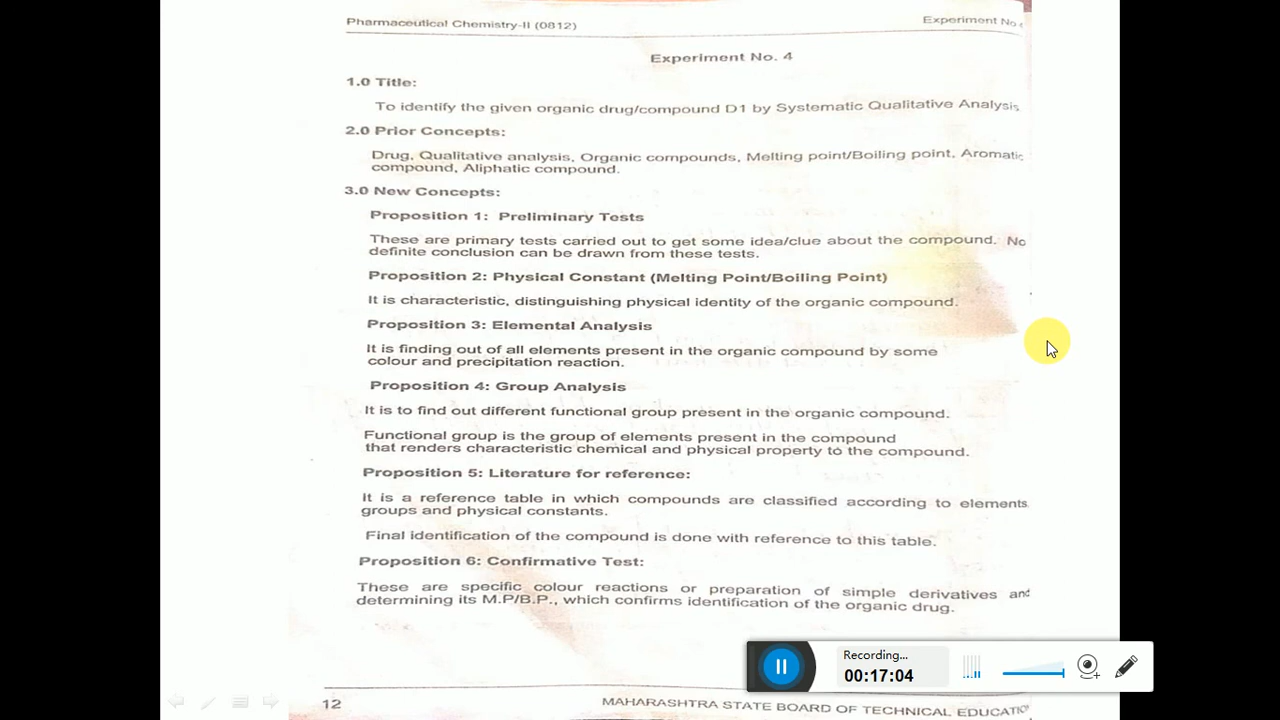 Pharmaceutical Chemistry-II (0812)
Experiment No
Experiment No. 4
1.0 Title:
To identify the given organic drug/compound D1 by Systematic Qualitative Analysis
2.0 Prior Concepts:
Drug, Qualitative analysis, Organic compounds, Melting point/Boiling point, Aromatic
compound, Aliphatic compound.
3.0 New Concepts:
Proposition 1: Preliminary Tests
These are primary tests carried out to get some idea/clue about the compound. No
definite conclusion can be drawn from these tests.
Proposition 2: Physical Constant (Melting Point/Boiling Point)
It is characteristic, distinguishing physical identity of the organic compound.
Proposition 3: Elemental Analysis
It is finding out of all elements present in the organic compound by some
colour and precipitation reaction.
Proposition 4: Group Analysis
It is to find out different functional group present in the organic compound.
Functional group is the group of elements present in the compound
that renders characteristic chemical and physical property to the compound.
Proposition 5: Literature for reference:
It is a reference table in which compounds are classified according to elements
groups and physical constants.
Final identification of the compound is done with reference to this table.
Proposition 6: Confirmative Test:
These are specific colour reactions or preparation of simple derivatives and
determining its M.P/B.P., which confirms identification of the organic drug.
Recording...
00:17:04
12
MAHARASHTRA STATE BOARD OF TECHNICAL EDUCATIO